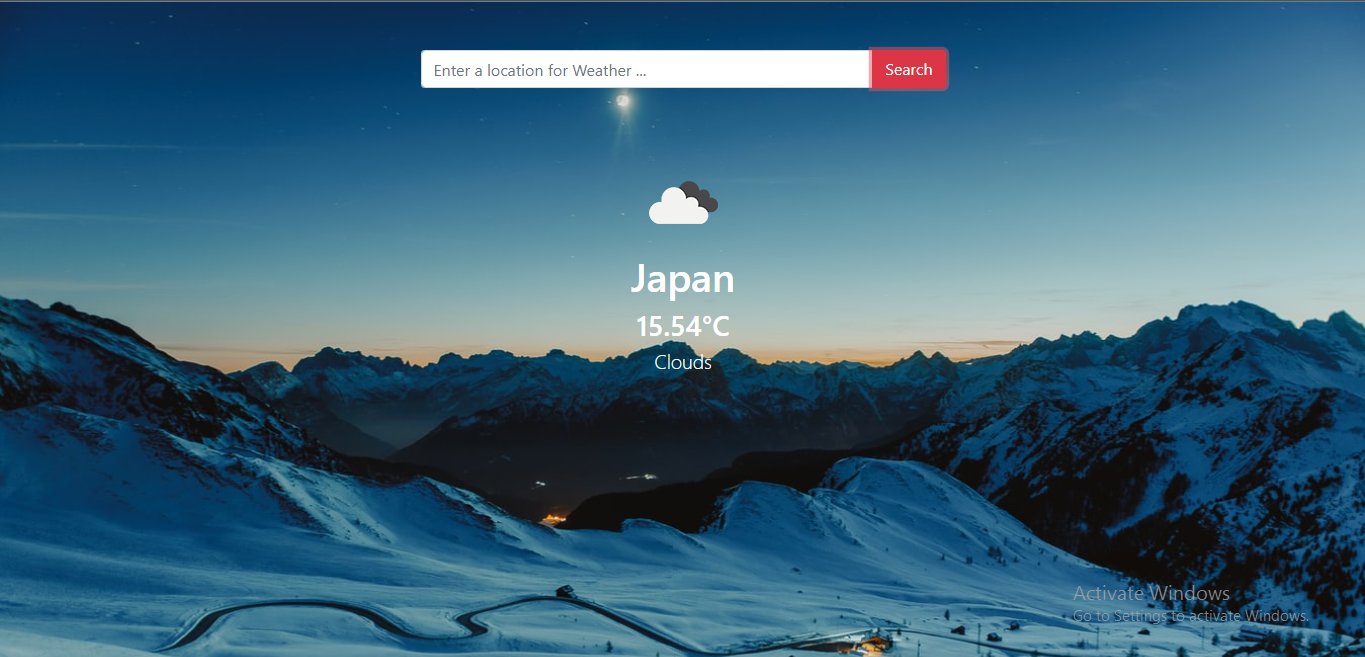 Enter a location for Weather ...
Search
Japan
15.54°C
Clouds
Activate Windows
Go to Settings to activate Windows.